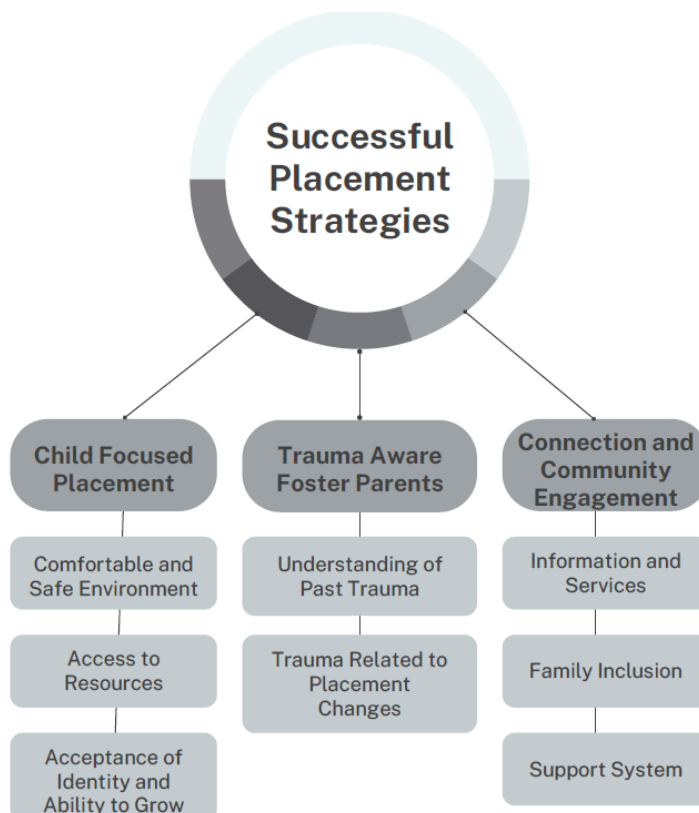 Successful
Placement
Strategies
Child Focused
Placement
Comfortable and
Safe Environment
Access to
Resources
Acceptance of
Identity and
Ability to Grow
Trauma Aware
Foster Parents
Understanding of
Past Trauma
Trauma Related to
Placement
Changes
Connection and
Community
Engagement
Information and
Services
Family Inclusion
Support System